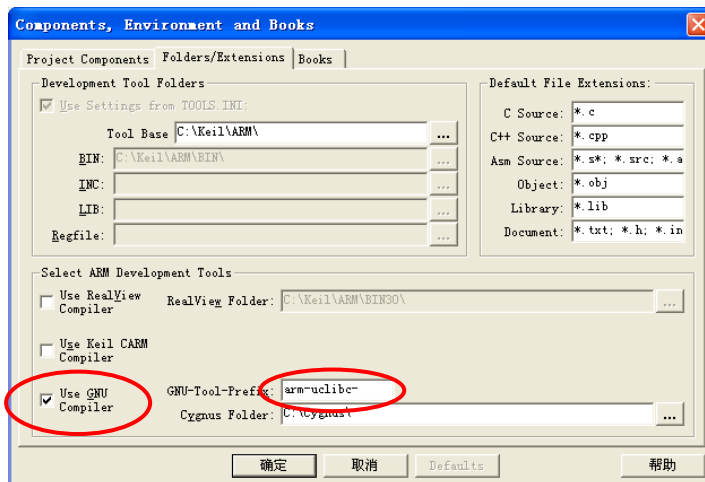 Components, Environment and Books
Project Components Folders/Extensions Books
Development Tool Folders
Use Settings from TOOLS.INI:
Tool Base C:\Keil\ARM\ ...
BIN: C:\Keil\ARM\BIN\ ...
INC: ...
LIB: ...
Regfile: ...
Default File Extensions:
C Source: *.c
C++ Source: *.cpp
Asm Source: *.s*; *.src; *.a
Object: *.obj
Library: *.lib
Document: *.txt; *.h; *.in
Select ARM Development Tools
Use RealView
Compiler
RealView Folder: C:\Keil\ARM\BIN30\ ...
Use Keil CARM
Compiler
Use GNU
Compiler
GNU-Tool-Prefix: arm-uclibc-
Cygnus Folder: C:\Cygnus\ ...
确定 取消 Defaults 帮助